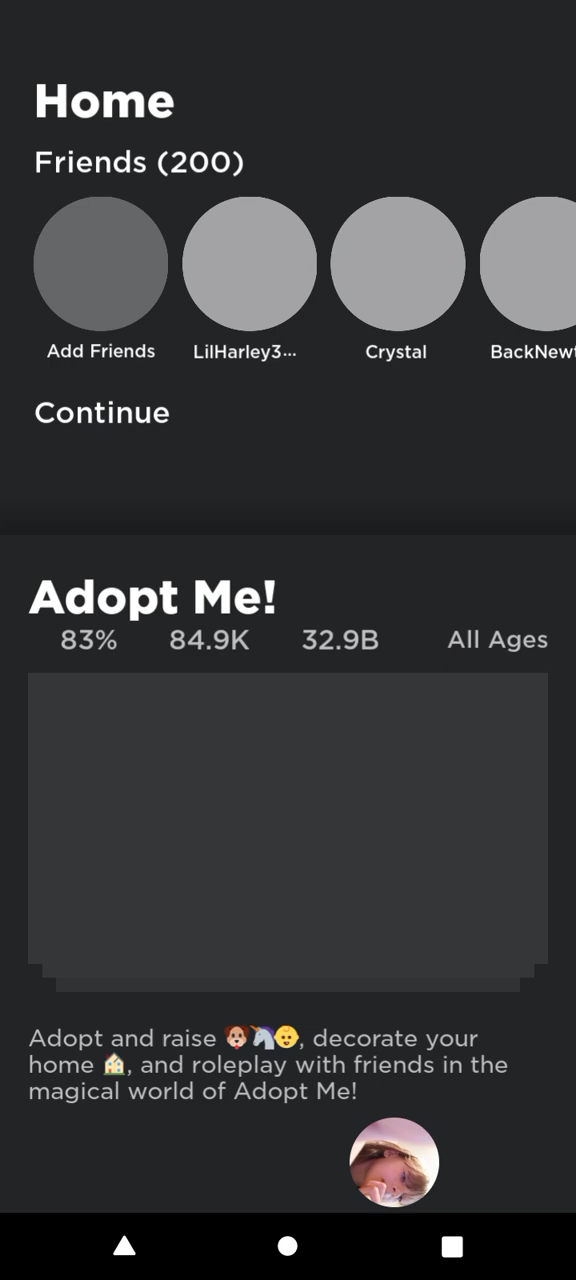 Home
Friends (200)
Add Friends
LilHarley3...
Crystal
Continue
Adopt Me!
83% 84.9K 32.9B All Ages
Adopt and raise 🐶🦄👶, decorate your
home 🏠, and roleplay with friends in the
magical world of Adopt Me!